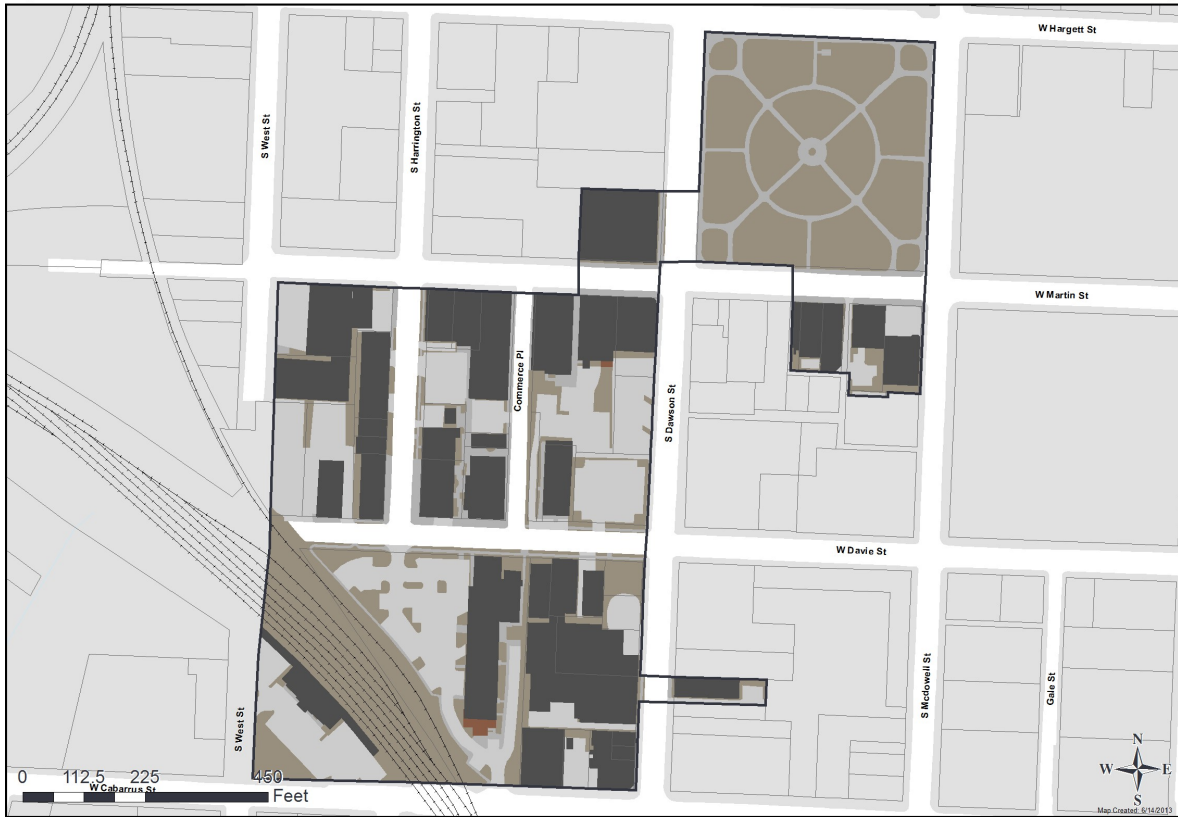 W Hargett St
S West St
S Harrington St
W Martin St
Commerce Pl
S Dawson St
W Davie St
S West St
S Mcdowell St
Gale St
0 112.5 225 450
W Cabarrus St
Feet
N
W E
S
Map Created: 6/14/2013